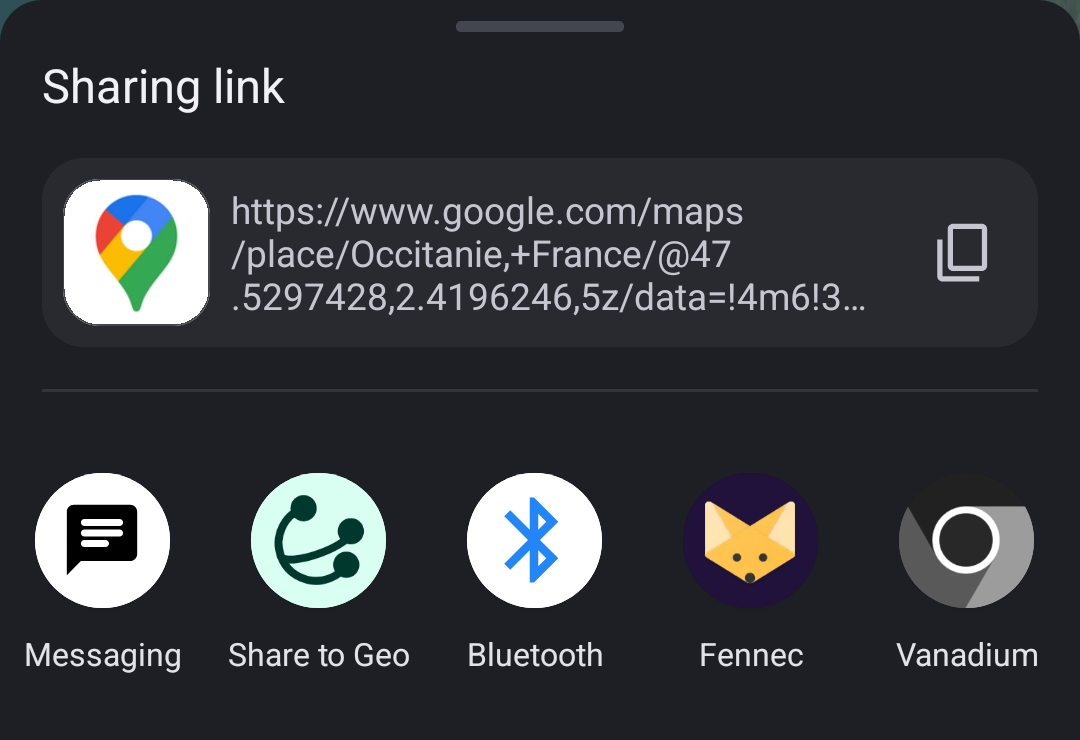 Sharing link
https://www.google.com/maps
/place/Occitanie,+France/@47
.5297428,2.4196246,5z/data=!4m6!3…
Messaging
Share to Geo
Bluetooth
Fennec
Vanadium